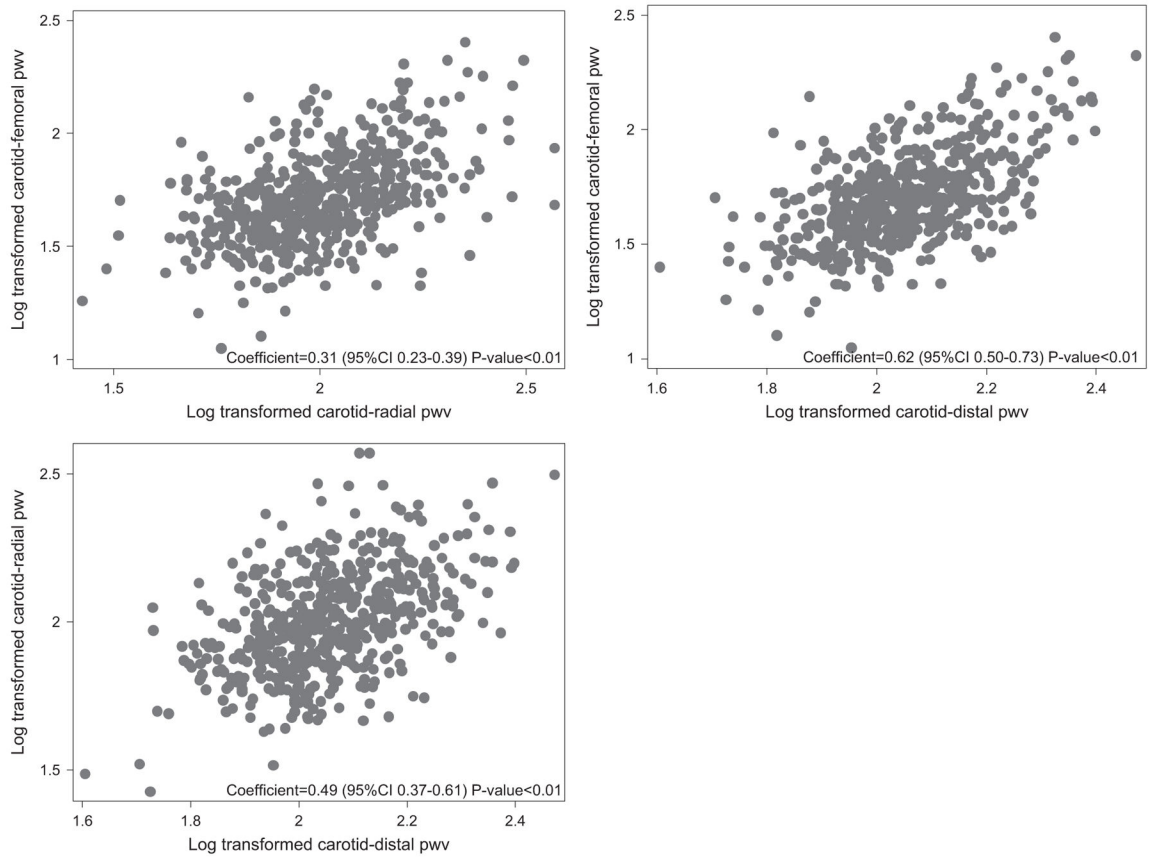 2.5
2
1.5
1
Log transformed carotid-femoral pwv
Coefficient=0.31 (95%CI 0.23-0.39) P-value<0.01
1.5 2 2.5
Log transformed carotid-radial pwv
2.5
2
1.5
1
Log transformed carotid-femoral pwv
Coefficient=0.62 (95%CI 0.50-0.73) P-value<0.01
1.6 1.8 2 2.2 2.4
Log transformed carotid-distal pwv
2.5
2
1.5
Log transformed carotid-radial pwv
Coefficient=0.49 (95%CI 0.37-0.61) P-value<0.01
1.6 1.8 2 2.2 2.4
Log transformed carotid-distal pwv